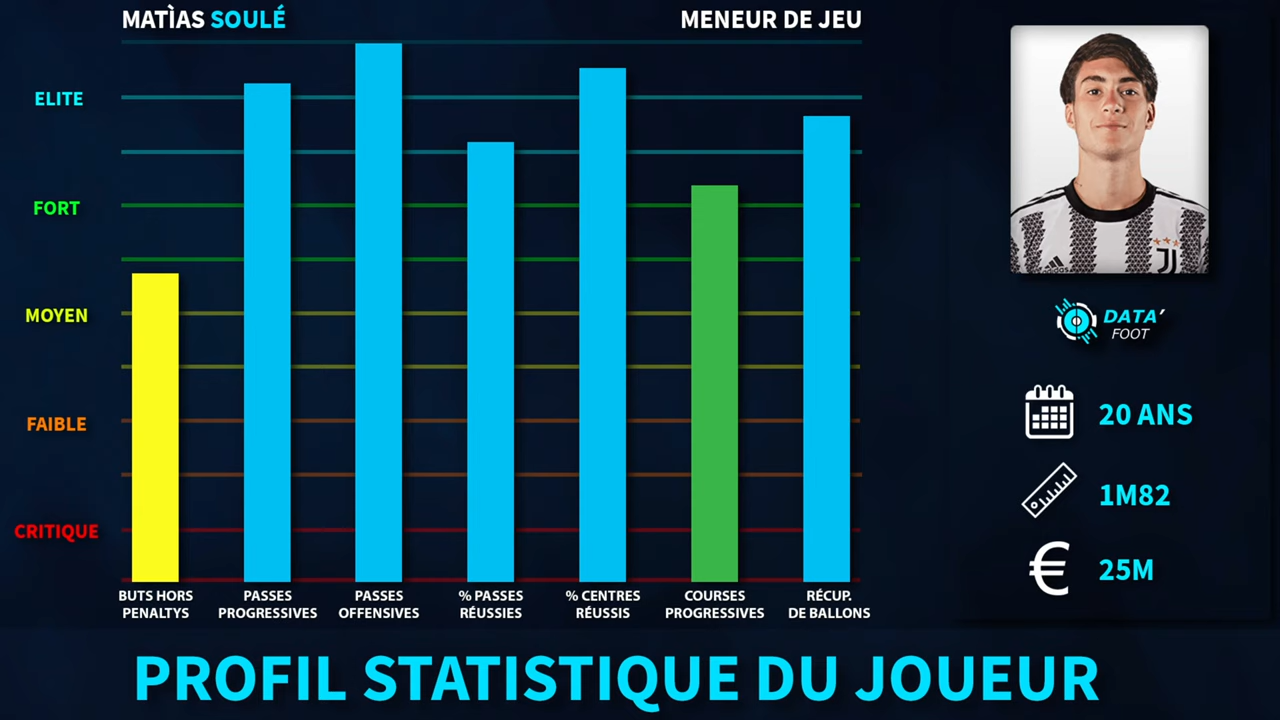 MATÌAS SOULÉ
MENEUR DE JEU
ELITE
FORT
MOYEN
FAIBLE
CRITIQUE
BUTS HORS
PENALTYS
PASSES
PROGRESSIVES
PASSES
OFFENSIVES
% PASSES
RÉUSSIES
% CENTRES
RÉUSSIS
COURSES
PROGRESSIVES
RÉCUP.
DE BALLONS
DATA'
FOOT
20 ANS
1M82
€ 25M
PROFIL STATISTIQUE DU JOUEUR